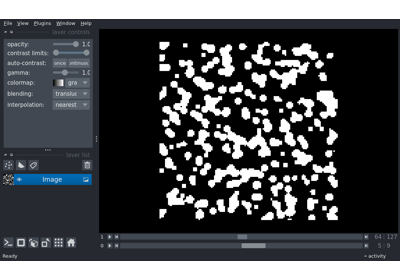 File View Plugins Window Help
layer controls
opacity: 1.0
contrast limits:
auto-contrast: once
gamma: 1.0
colormap: gra
blending: translu
interpolation: nearest
layer list
Image
1 64 127
0 5 9
Ready activity